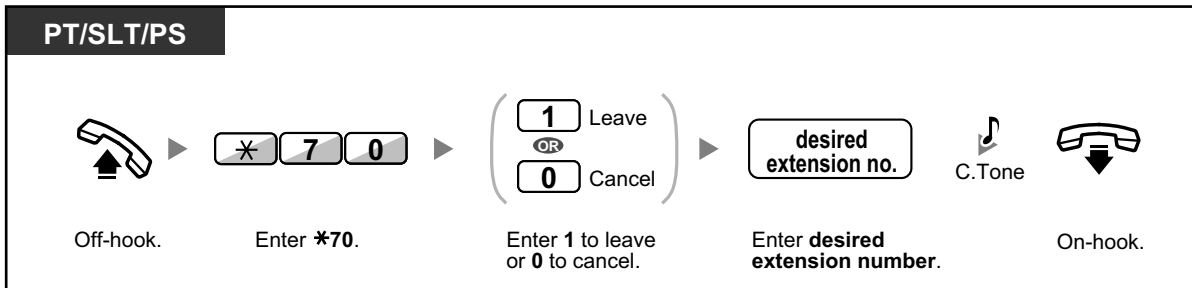 PT/SLT/PS
1 Leave
OR
0 Cancel
* 7 0
desired
extension no.
C.Tone
Off-hook.
Enter *70.
Enter 1 to leave
or 0 to cancel.
Enter desired
extension number.
On-hook.